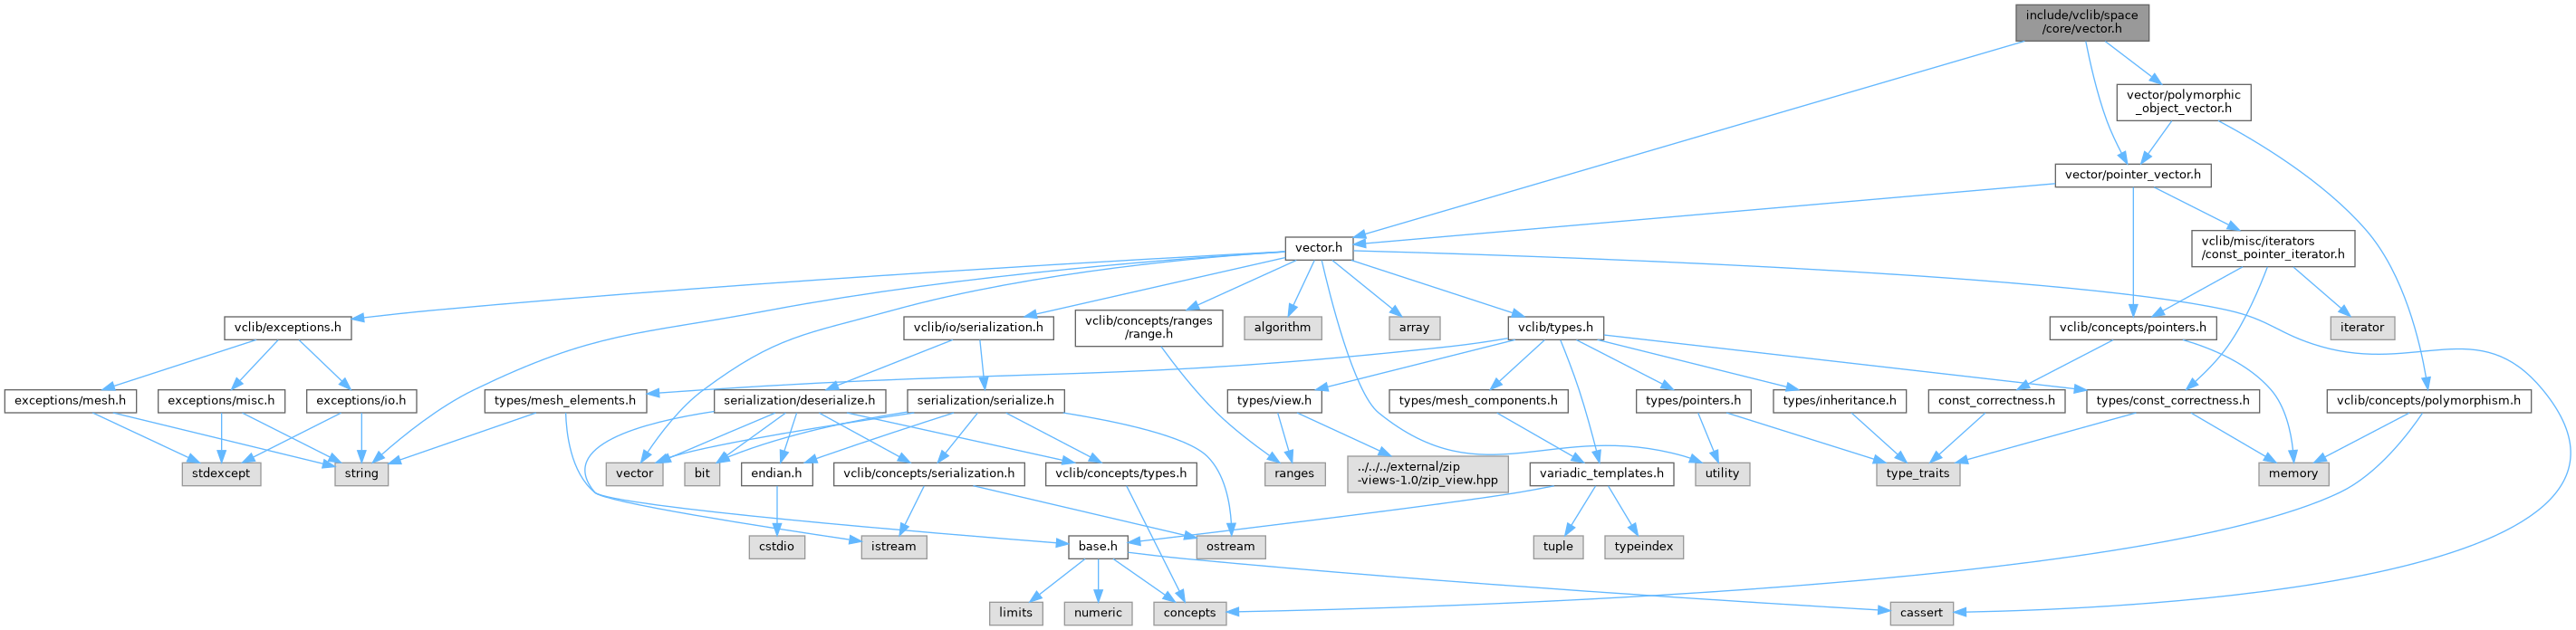 include/vclib/space
/core/vector.h
vector/polymorphic
_object_vector.h
vector/pointer_vector.h
vector.h
vclib/misc/iterators
/const_pointer_iterator.h
vclib/exceptions.h
vclib/io/serialization.h
vclib/concepts/ranges
/range.h
algorithm
array
vclib/types.h
vclib/concepts/pointers.h
iterator
exceptions/mesh.h
exceptions/misc.h
exceptions/io.h
types/mesh_elements.h
serialization/deserialize.h
serialization/serialize.h
types/view.h
types/mesh_components.h
types/pointers.h
types/inheritance.h
const_correctness.h
types/const_correctness.h
vclib/concepts/polymorphism.h
stdexcept
string
vector
bit
endian.h
vclib/concepts/serialization.h
vclib/concepts/types.h
ranges
../../../external/zip
-views-1.0/zip_view.hpp
variadic_templates.h
utility
type_traits
memory
cstdio
istream
base.h
ostream
tuple
typeindex
limits
numeric
concepts
cassert